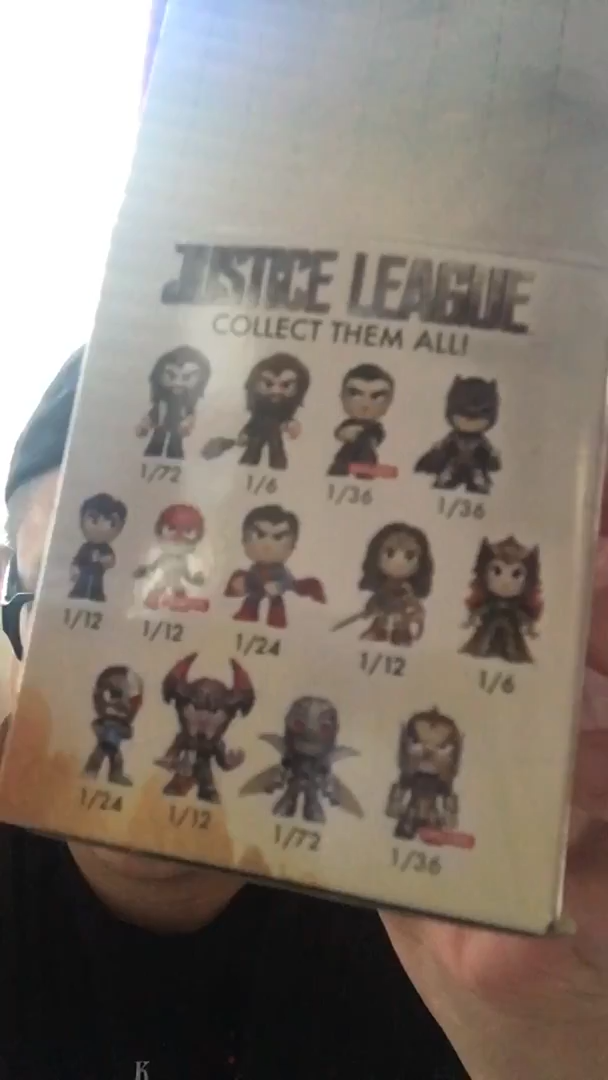 JUSTICE LEAGUE
COLLECT THEM ALL!
1/72 1/6 1/36 1/36
1/12 1/12 1/24 1/12 1/6
1/24 1/12 1/72 1/36
R